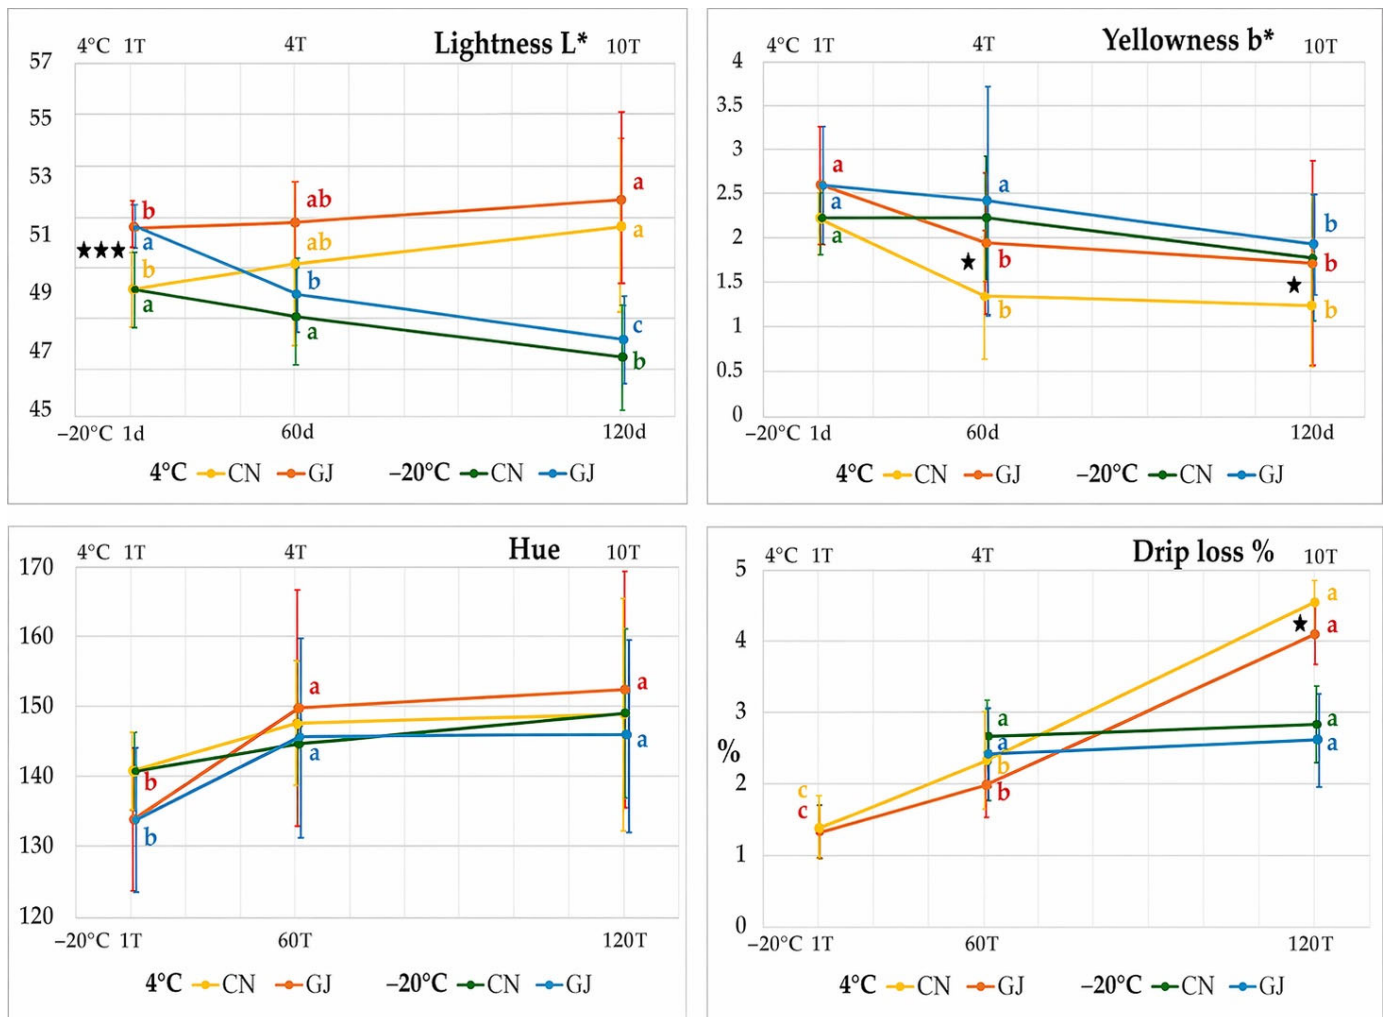 4°C 1T 4T Lightness L* 10T
57
55
a
53
b ab
51 a ab a
★★★
b b
49 a
a c
47 b
45
−20°C 1d 60d 120d
4°C CN GJ −20°C CN GJ
4°C 1T 4T Yellowness b* 10T
4
3.5
3
a
2.5 a
a b
2 a
★ b b
1.5 ★
b b
1
0.5
0
−20°C 1d 60d 120d
4°C CN GJ −20°C CN GJ
4°C 1T 4T Hue 10T
170
160
a a
150
a a
140 b
b
130
120
−20°C 1T 60T 120T
4°C CN GJ −20°C CN GJ
4°C 1T 4T Drip loss % 10T
5
a
★ a
4
3 a a
% a a
b
2 c b
c
1
0
−20°C 1T 60T 120T
4°C CN GJ −20°C CN GJ